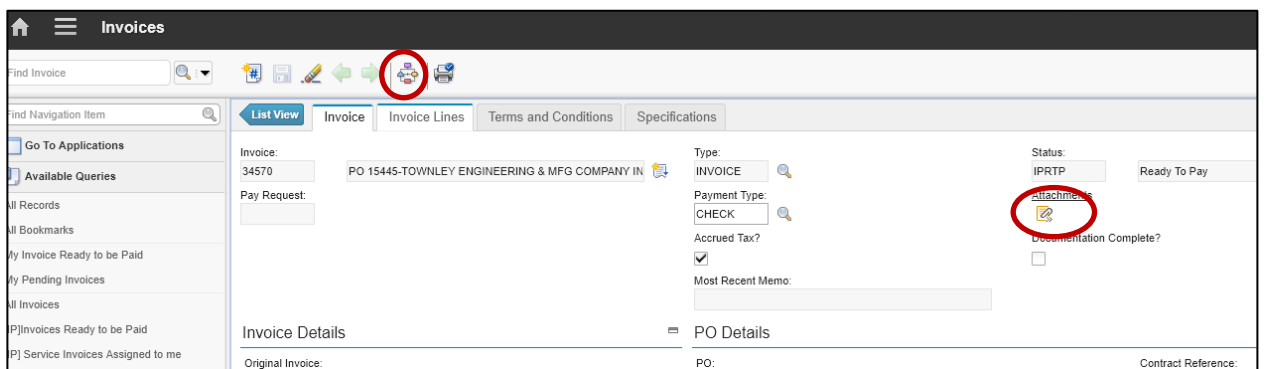 Invoices
Find Invoice
Find Navigation Item
Go To Applications
Available Queries
All Records
All Bookmarks
My Invoice Ready to be Paid
My Pending Invoices
All Invoices
P]Invoices Ready to be Paid
P] Service Invoices Assigned to me
List View Invoice Invoice Lines Terms and Conditions Specifications
Invoice: Type: Status:
34570 PO 15445-TOWNLEY ENGINEERING & MFG COMPANY IN INVOICE IPRTP Ready To Pay
Pay Request: Payment Type: Attachments
CHECK
Accrued Tax? Documentation Complete?
Most Recent Memo:
Invoice Details PO Details
Original Invoice: PO: Contract Reference: